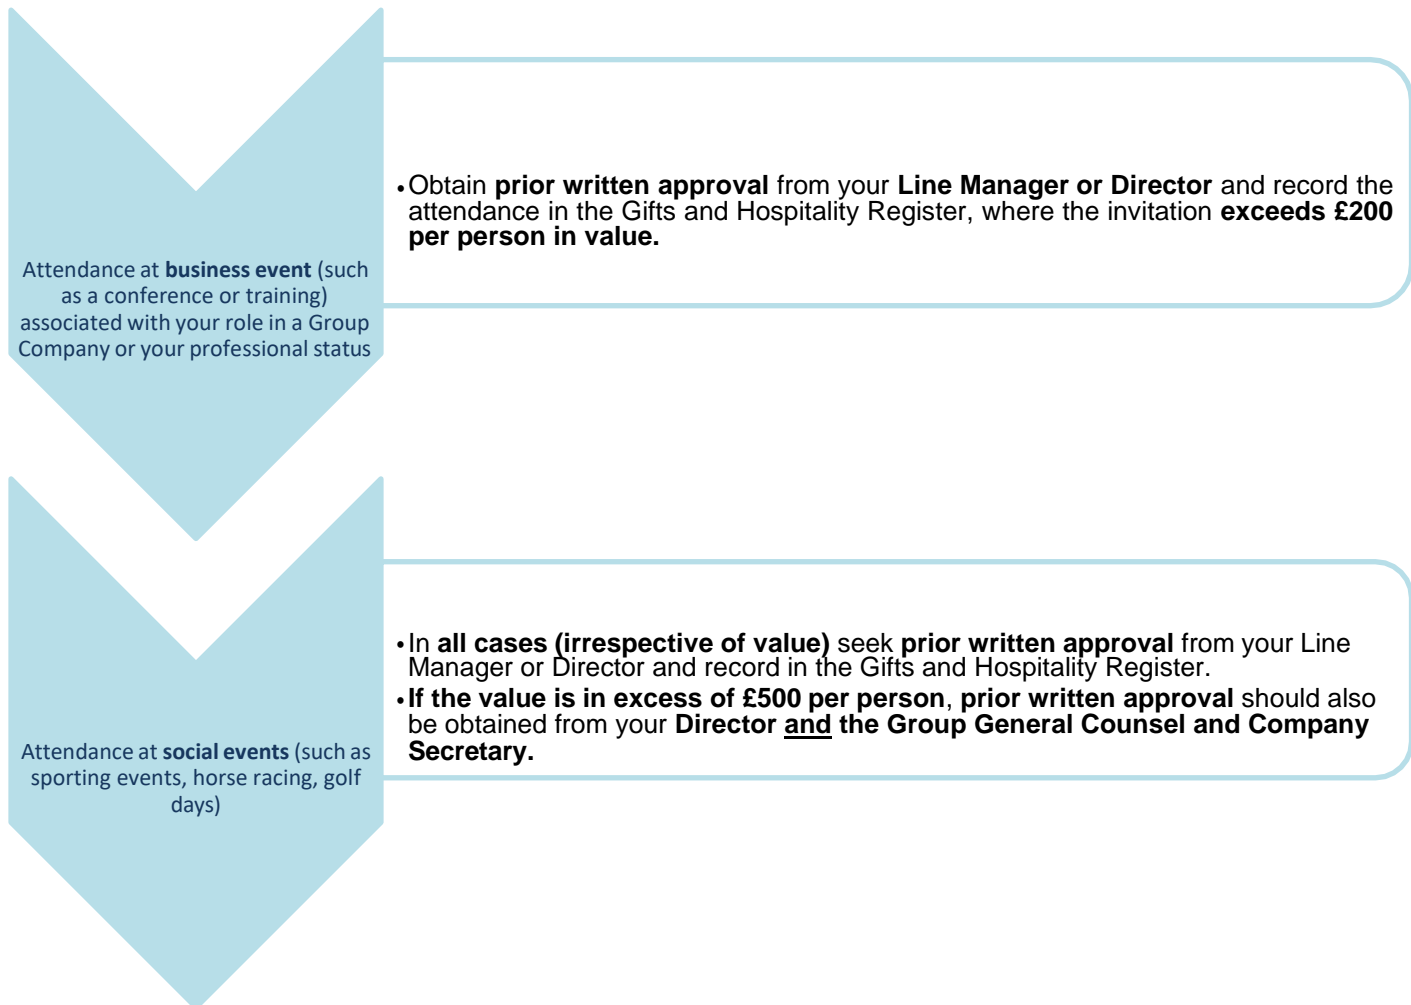 Attendance at business event (such
as a conference or training)
associated with your role in a Group
Company or your professional status
•Obtain prior written approval from your Line Manager or Director and record the
attendance in the Gifts and Hospitality Register, where the invitation exceeds £200
per person in value.
Attendance at social events (such as
sporting events, horse racing, golf
days)
•In all cases (irrespective of value) seek prior written approval from your Line
Manager or Director and record in the Gifts and Hospitality Register.
•If the value is in excess of £500 per person, prior written approval should also
be obtained from your Director and the Group General Counsel and Company
Secretary.